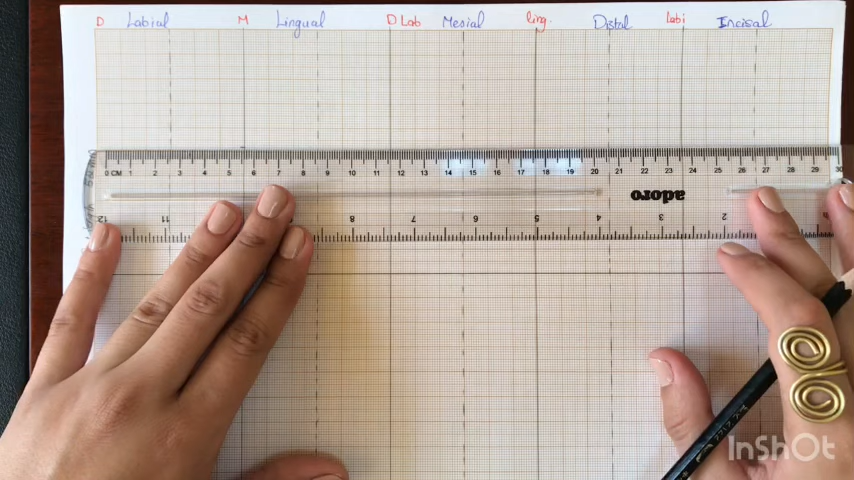 D Labial M Lingual D Lab Mesial ling. Distal labi Incisal
0 CM 1 2 3 4 5 6 7 8 9 10 11 12 13 14 15 16 17 18 19 20 21 22 23 24 25 26 27 28 29 30
adoro
12 11 8 7 6 5 4 3 2
InShOt